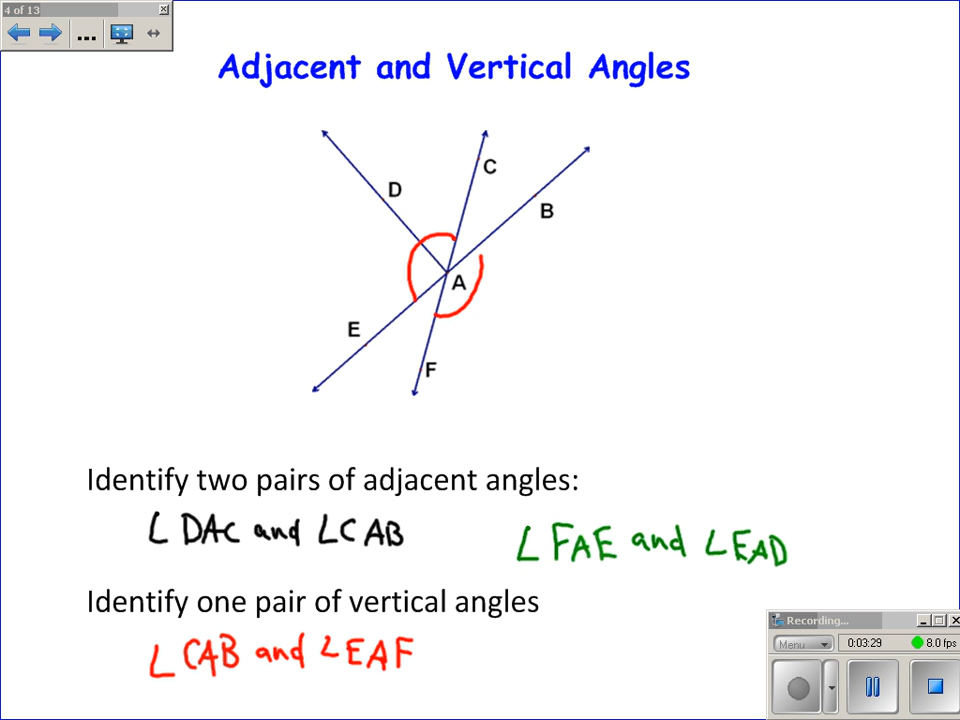 4 of 13
...
Adjacent and Vertical Angles
C
D
B
A
E
F
Identify two pairs of adjacent angles:
∠DAC and ∠CAB ∠FAE and ∠EAD
Identify one pair of vertical angles
∠CAB and ∠EAF
Recording...
Menu 0:03:29 8.0 fps